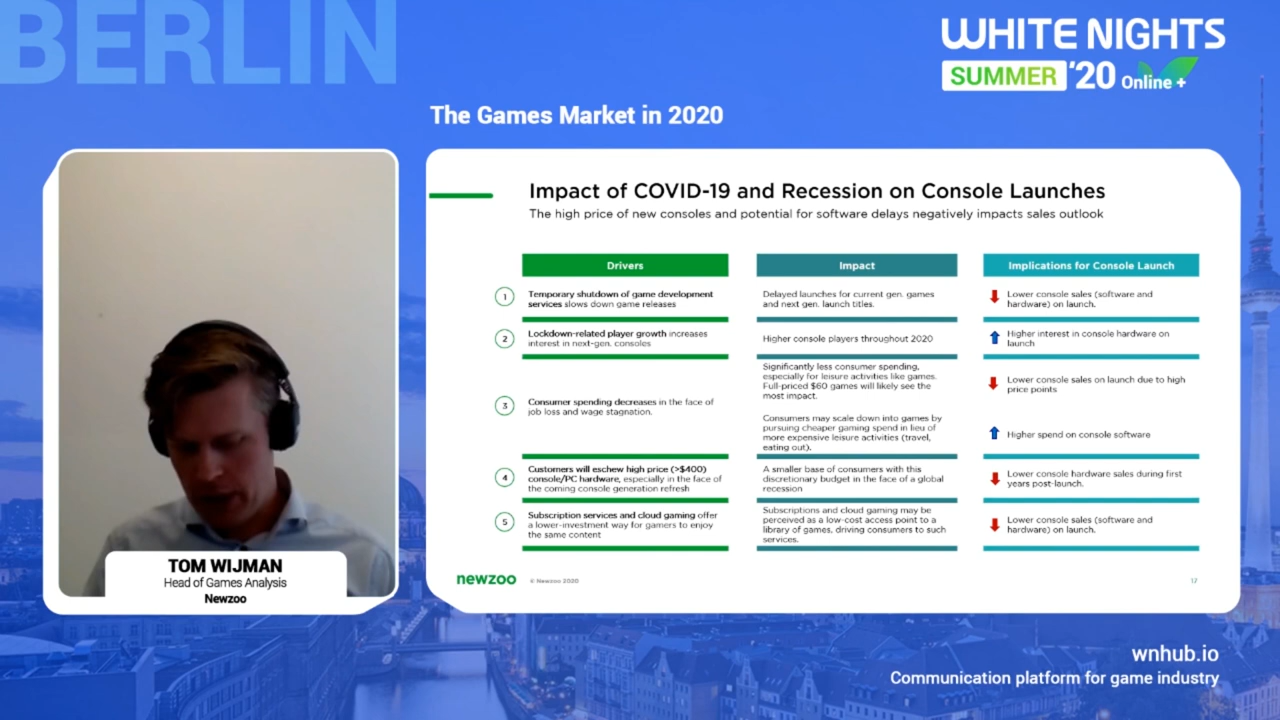 BERLIN
WHITE NIGHTS
SUMMER '20 Online +
The Games Market in 2020
Impact of COVID-19 and Recession on Console Launches
The high price of new consoles and potential for software delays negatively impacts sales outlook
Drivers
Impact
Implications for Console Launch
1
Temporary shutdown of game development
services slows down game releases
Delayed launches for current gen. games
and next gen. launch titles.
Lower console sales (software and
hardware) on launch.
2
Lockdown-related player growth increases
interest in next-gen. consoles
Higher console players throughout 2020
Higher interest in console hardware on
launch
3
Consumer spending decreases in the face of
job loss and wage stagnation.
Significantly less consumer spending,
especially for leisure activities like games.
Full-priced $60 games will likely see the
most impact.
Lower console sales on launch due to high
price points
Consumers may scale down into games by
pursuing cheaper gaming spend in lieu of
more expensive leisure activities (travel,
eating out).
Higher spend on console software
4
Customers will eschew high price (>$400)
console/PC hardware, especially in the face of
the coming console generation refresh
A smaller base of consumers with this
discretionary budget in the face of a global
recession
Lower console hardware sales during first
years post-launch.
5
Subscription services and cloud gaming offer
a lower-investment way for gamers to enjoy
the same content
Subscriptions and cloud gaming may be
perceived as a low-cost access point to a
library of games, driving consumers to such
services.
Lower console sales (software and
hardware) on launch.
newzoo
© Newzoo 2020
17
TOM WIJMAN
Head of Games Analysis
Newzoo
wnhub.io
Communication platform for game industry